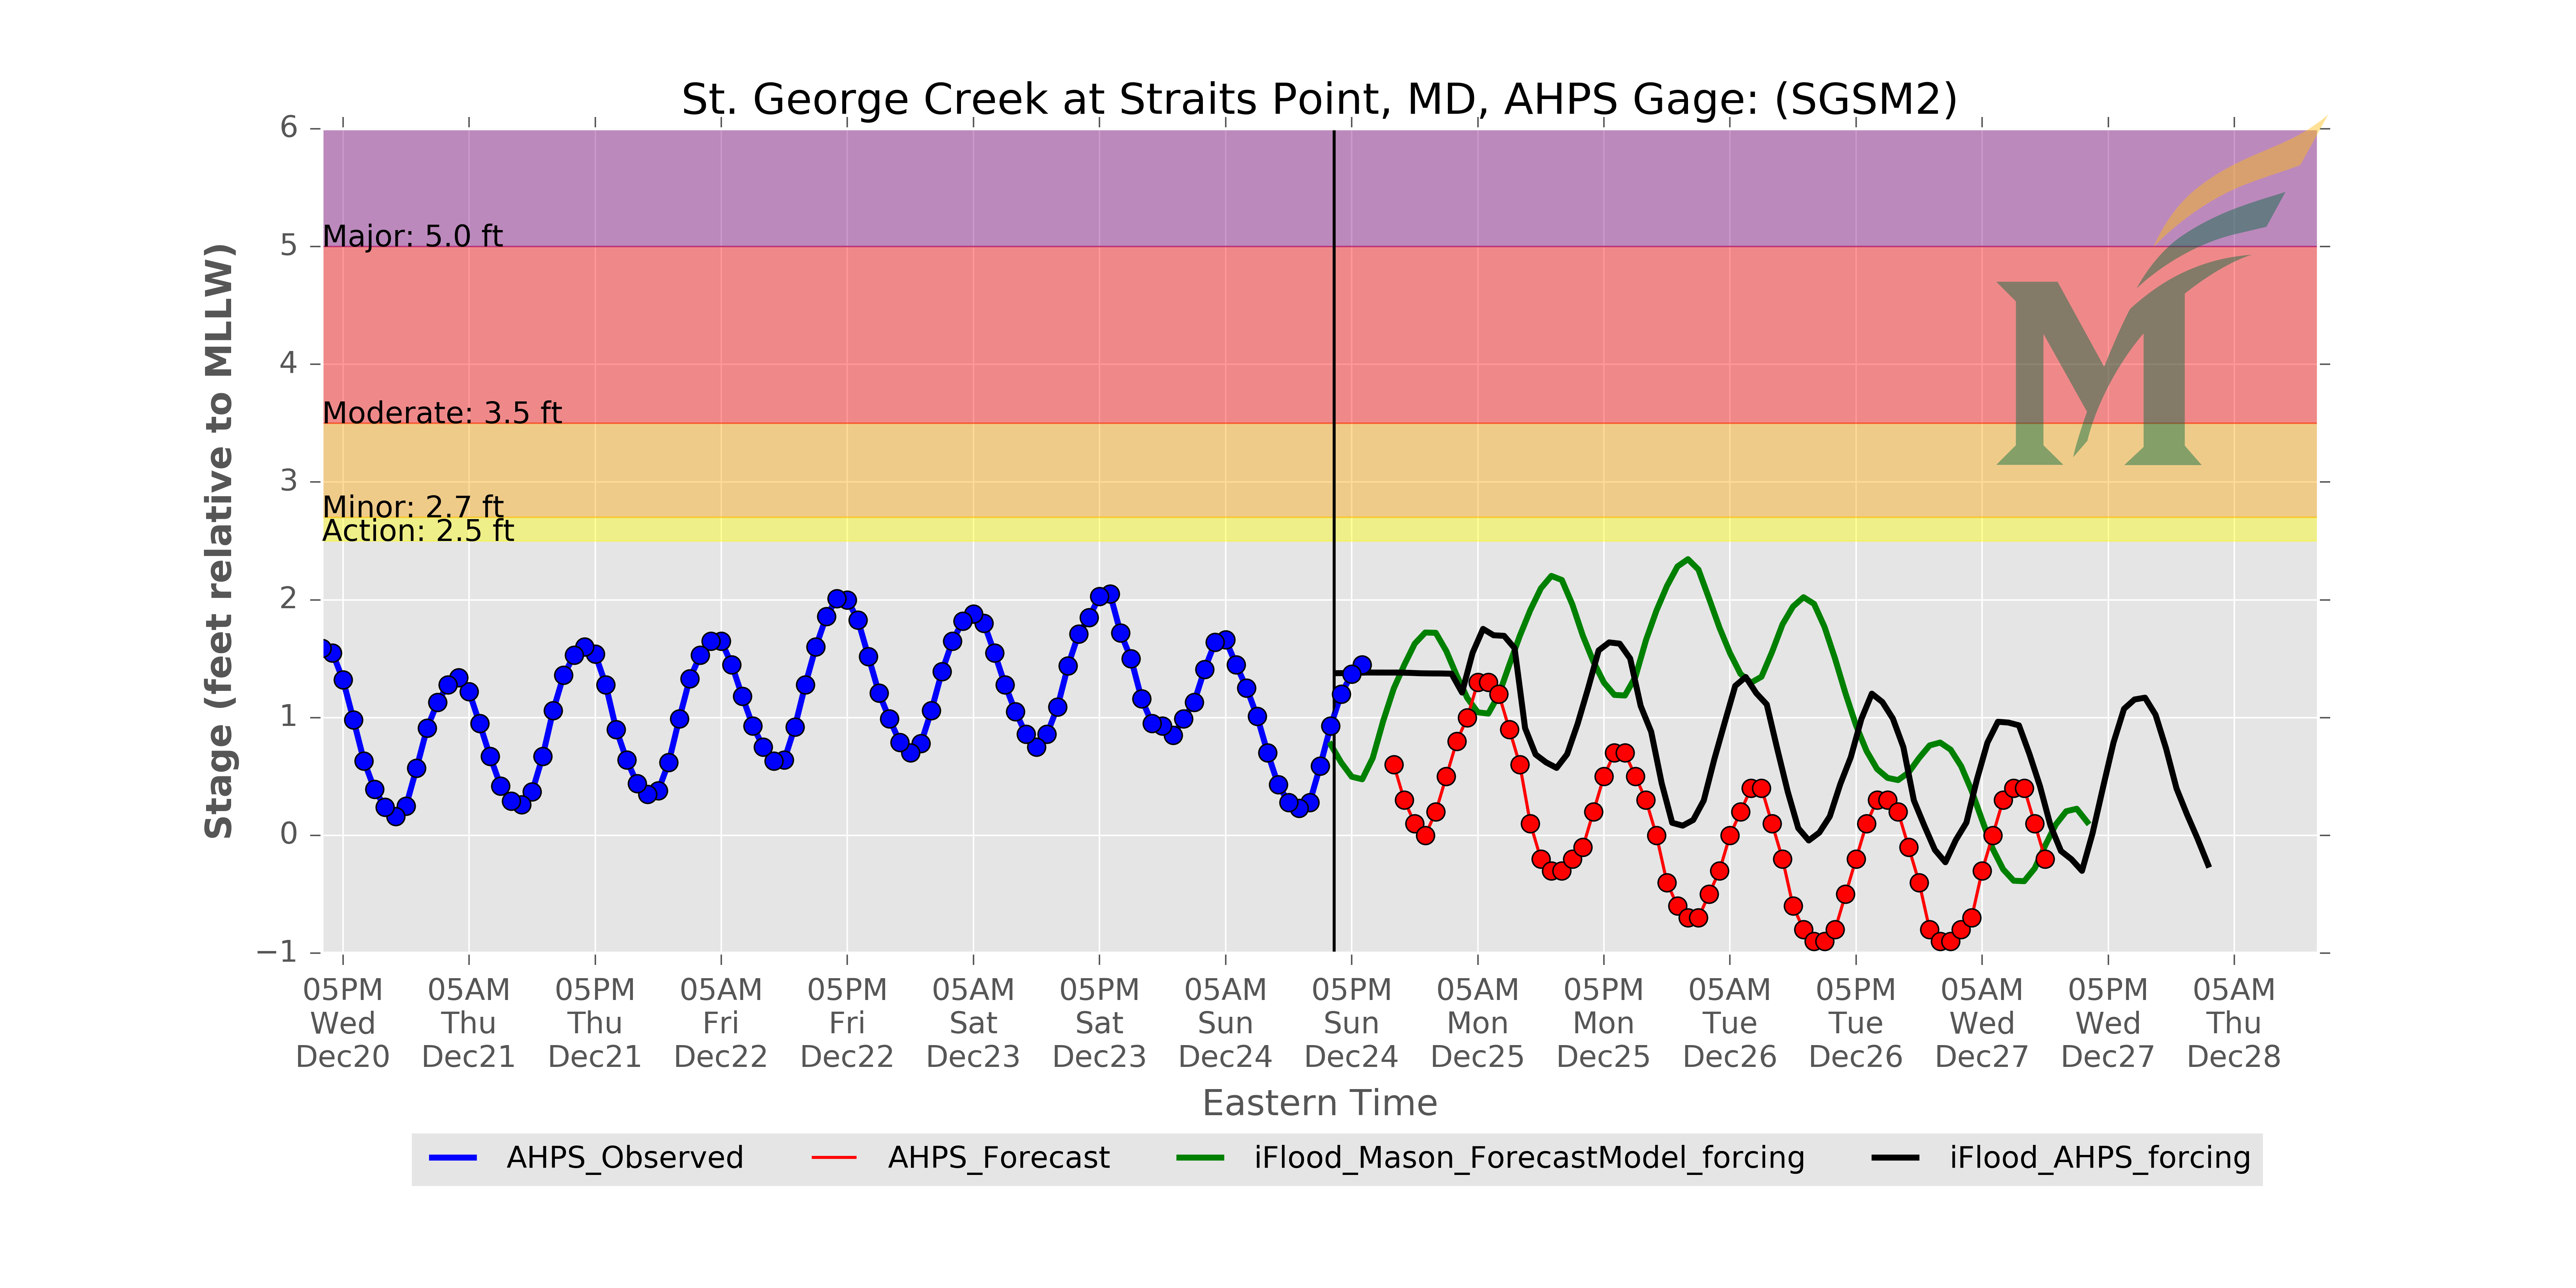 St. George Creek at Straits Point, MD, AHPS Gage: (SGSM2)
6
5
4
3
2
1
0
−1
Stage (feet relative to MLLW)
Major: 5.0 ft
Moderate: 3.5 ft
Minor: 2.7 ft
Action: 2.5 ft
M
05PM 05AM 05PM 05AM 05PM 05AM 05PM 05AM 05PM 05AM 05PM 05AM 05PM 05AM 05PM 05AM
Wed Thu Thu Fri Fri Sat Sat Sun Sun Mon Mon Tue Tue Wed Wed Thu
Dec20 Dec21 Dec21 Dec22 Dec22 Dec23 Dec23 Dec24 Dec24 Dec25 Dec25 Dec26 Dec26 Dec27 Dec27 Dec28
Eastern Time
AHPS_Observed AHPS_Forecast iFlood_Mason_ForecastModel_forcing iFlood_AHPS_forcing